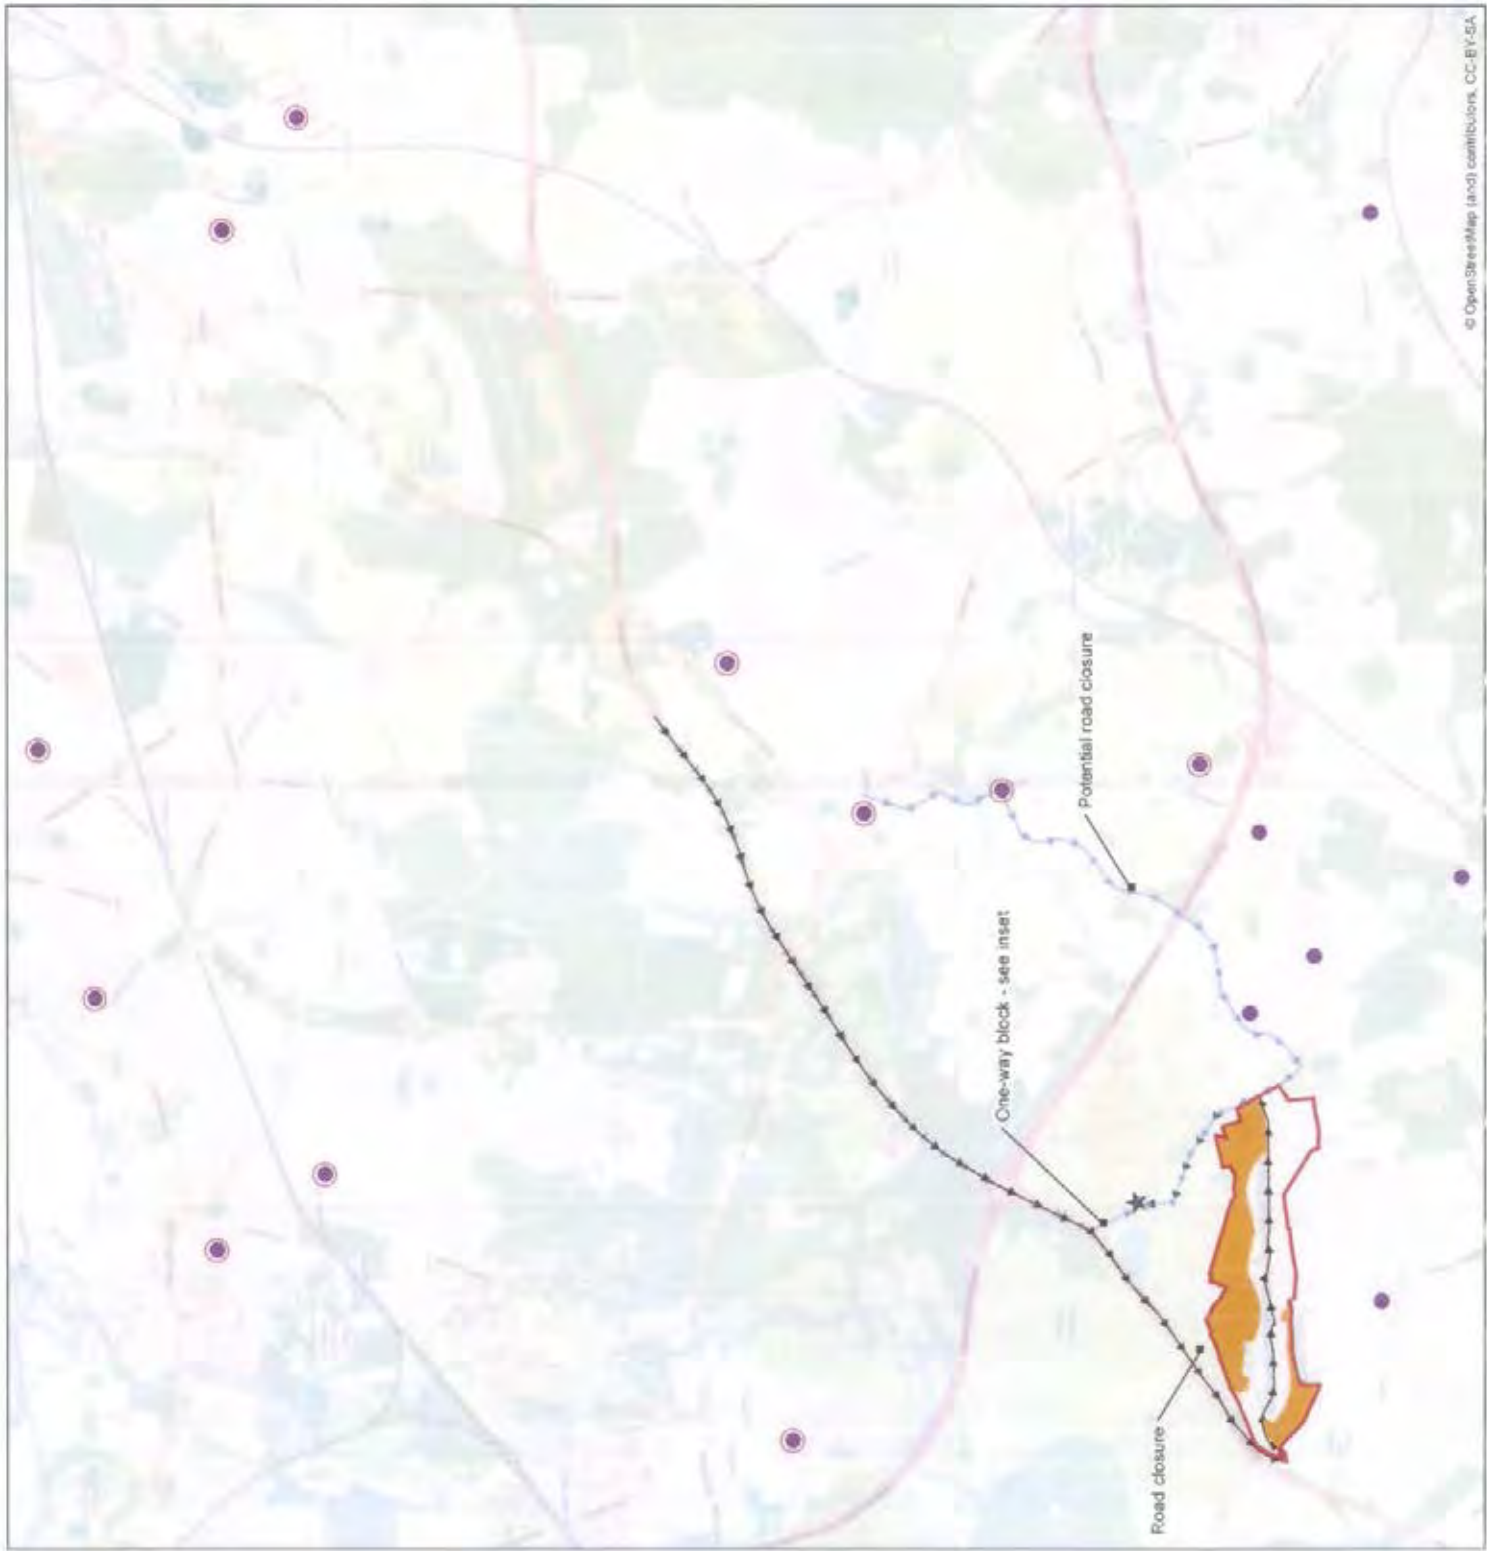 Road closure
One-way block - see inset
Potential road closure
© OpenStreetMap (and) contributors, CC-BY-SA